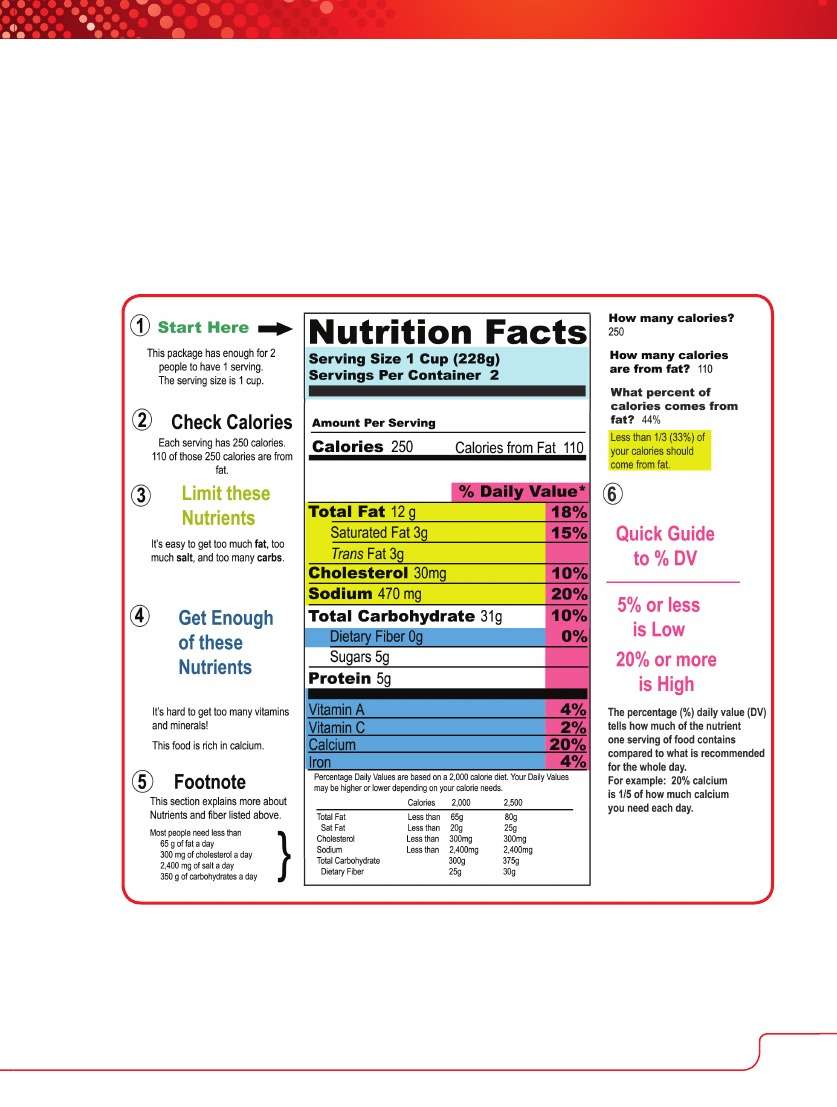 1 Start Here
This package has enough for 2
people to have 1 serving.
The serving size is 1 cup.
2 Check Calories
Each serving has 250 calories.
110 of those 250 calories are from
fat.
3 Limit these
Nutrients
It's easy to get too much fat, too
much salt, and too many carbs.
4 Get Enough
of these
Nutrients
It's hard to get too many vitamins
and minerals!
This food is rich in calcium.
5 Footnote
This section explains more about
Nutrients and fiber listed above.
Most people need less than
65 g of fat a day
300 mg of cholesterol a day
2,400 mg of salt a day
350 g of carbohydrates a day
}
Nutrition Facts
Serving Size 1 Cup (228g)
Servings Per Container 2
Amount Per Serving
Calories 250 Calories from Fat 110
% Daily Value*
Total Fat 12 g 18%
Saturated Fat 3g 15%
Trans Fat 3g
Cholesterol 30mg 10%
Sodium 470 mg 20%
Total Carbohydrate 31g 10%
Dietary Fiber 0g 0%
Sugars 5g
Protein 5g
Vitamin A 4%
Vitamin C 2%
Calcium 20%
Iron 4%
Percentage Daily Values are based on a 2,000 calorie diet. Your Daily Values
may be higher or lower depending on your calorie needs.
Calories 2,000 2,500
Total Fat Less than 65g 80g
Sat Fat Less than 20g 25g
Cholesterol Less than 300mg 300mg
Sodium Less than 2,400mg 2,400mg
Total Carbohydrate 300g 375g
Dietary Fiber 25g 30g
How many calories?
250
How many calories
are from fat? 110
What percent of
calories comes from
fat? 44%
Less than 1/3 (33%) of
your calories should
come from fat.
6
Quick Guide
to % DV
5% or less
is Low
20% or more
is High
The percentage (%) daily value (DV)
tells how much of the nutrient
one serving of food contains
compared to what is recommended
for the whole day.
For example: 20% calcium
is 1/5 of how much calcium
you need each day.